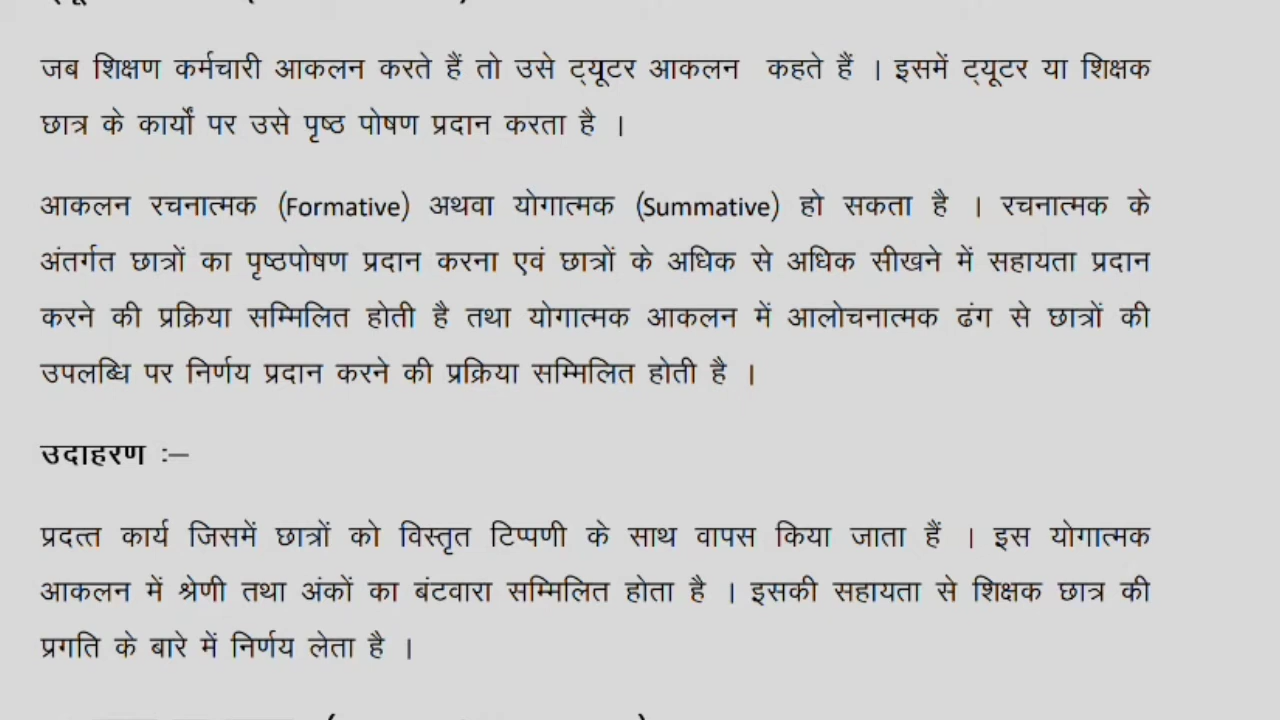 जब शिक्षण कर्मचारी आकलन करते हैं तो उसे ट्यूटर आकलन कहते हैं । इसमें ट्यूटर या शिक्षक
छात्र के कार्यों पर उसे पृष्ठ पोषण प्रदान करता है ।
आकलन रचनात्मक (Formative) अथवा योगात्मक (Summative) हो सकता है । रचनात्मक के
अंतर्गत छात्रों का पृष्ठपोषण प्रदान करना एवं छात्रों के अधिक से अधिक सीखने में सहायता प्रदान
करने की प्रक्रिया सम्मिलित होती है तथा योगात्मक आकलन में आलोचनात्मक ढंग से छात्रों की
उपलब्धि पर निर्णय प्रदान करने की प्रक्रिया सम्मिलित होती है ।
उदाहरण :–
प्रदत्त कार्य जिसमें छात्रों को विस्तृत टिप्पणी के साथ वापस किया जाता हैं । इस योगात्मक
आकलन में श्रेणी तथा अंकों का बंटवारा सम्मिलित होता है । इसकी सहायता से शिक्षक छात्र की
प्रगति के बारे में निर्णय लेता है ।